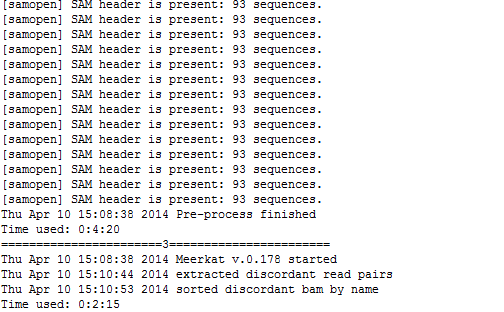 [samopen] SAM header is present: 93 sequences.
[samopen] SAM header is present: 93 sequences.
[samopen] SAM header is present: 93 sequences.
[samopen] SAM header is present: 93 sequences.
[samopen] SAM header is present: 93 sequences.
[samopen] SAM header is present: 93 sequences.
[samopen] SAM header is present: 93 sequences.
[samopen] SAM header is present: 93 sequences.
[samopen] SAM header is present: 93 sequences.
[samopen] SAM header is present: 93 sequences.
[samopen] SAM header is present: 93 sequences.
[samopen] SAM header is present: 93 sequences.
[samopen] SAM header is present: 93 sequences.
[samopen] SAM header is present: 93 sequences.
Thu Apr 10 15:08:38 2014 Pre-process finished
Time used: 0:4:20
=======================3=======================
Thu Apr 10 15:08:38 2014 Meerkat v.0.178 started
Thu Apr 10 15:10:44 2014 extracted discordant read pairs
Thu Apr 10 15:10:53 2014 sorted discordant bam by name
Time used: 0:2:15